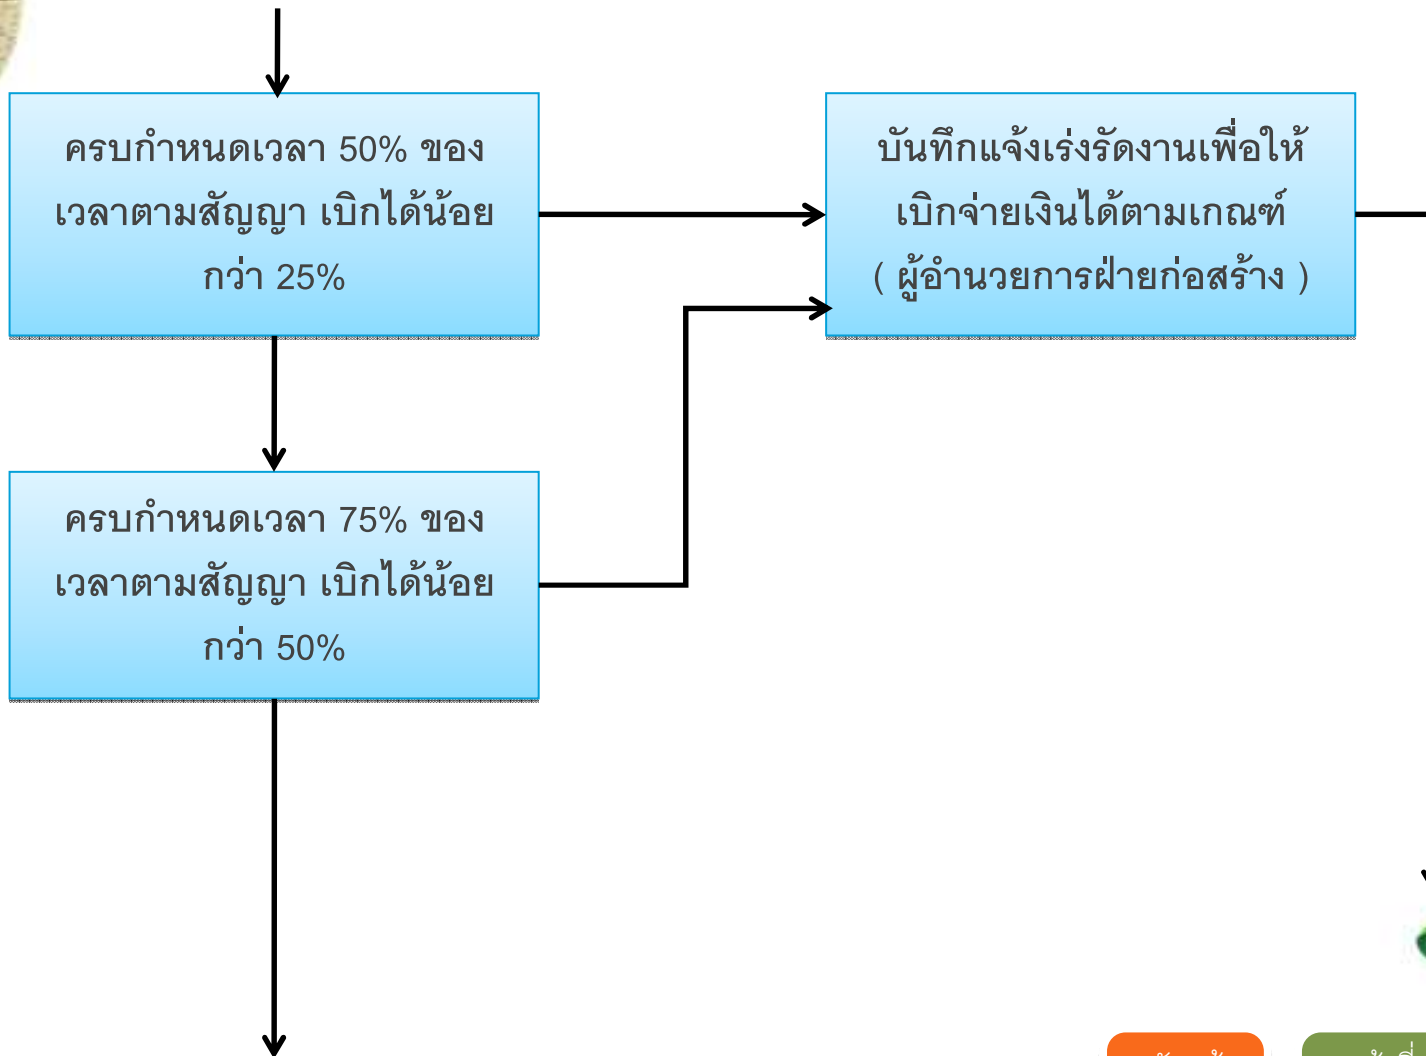 ครบกำหนดเวลา 50% ของ
เวลาตามสัญญา เบิกได้น้อย
กว่า 25%
บันทึกแจ้งเร่งรัดงานเพื่อให้
เบิกจ่ายเงินได้ตามเกณฑ์
( ผู้อำนวยการฝ่ายก่อสร้าง )
ครบกำหนดเวลา 75% ของ
เวลาตามสัญญา เบิกได้น้อย
กว่า 50%